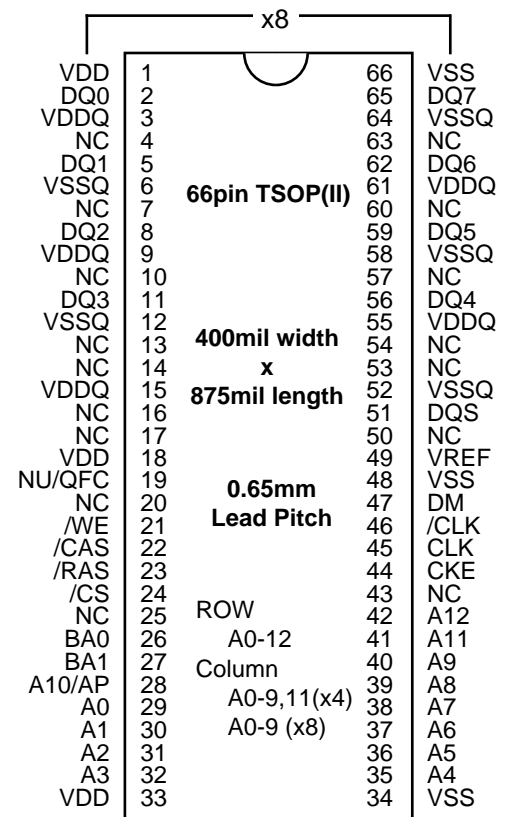 x8
VDD 1 66 VSS
DQ0 2 65 DQ7
VDDQ 3 64 VSSQ
NC 4 63 NC
DQ1 5 62 DQ6
VSSQ 6 66pin TSOP(II) 61 VDDQ
NC 7 60 NC
DQ2 8 59 DQ5
VDDQ 9 58 VSSQ
NC 10 57 NC
DQ3 11 56 DQ4
VSSQ 12 55 VDDQ
NC 13 400mil width 54 NC
NC 14 x 53 NC
VDDQ 15 875mil length 52 VSSQ
NC 16 51 DQS
NC 17 50 NC
VDD 18 49 VREF
NU/QFC 19 0.65mm 48 VSS
NC 20 Lead Pitch 47 DM
/WE 21 46 /CLK
/CAS 22 45 CLK
/RAS 23 44 CKE
/CS 24 43 NC
NC 25 ROW 42 A12
BA0 26 A0-12 41 A11
BA1 27 Column 40 A9
A10/AP 28 A0-9,11(x4) 39 A8
A0 29 38 A7
A1 30 A0-9 (x8) 37 A6
A2 31 36 A5
A3 32 35 A4
VDD 33 34 VSS